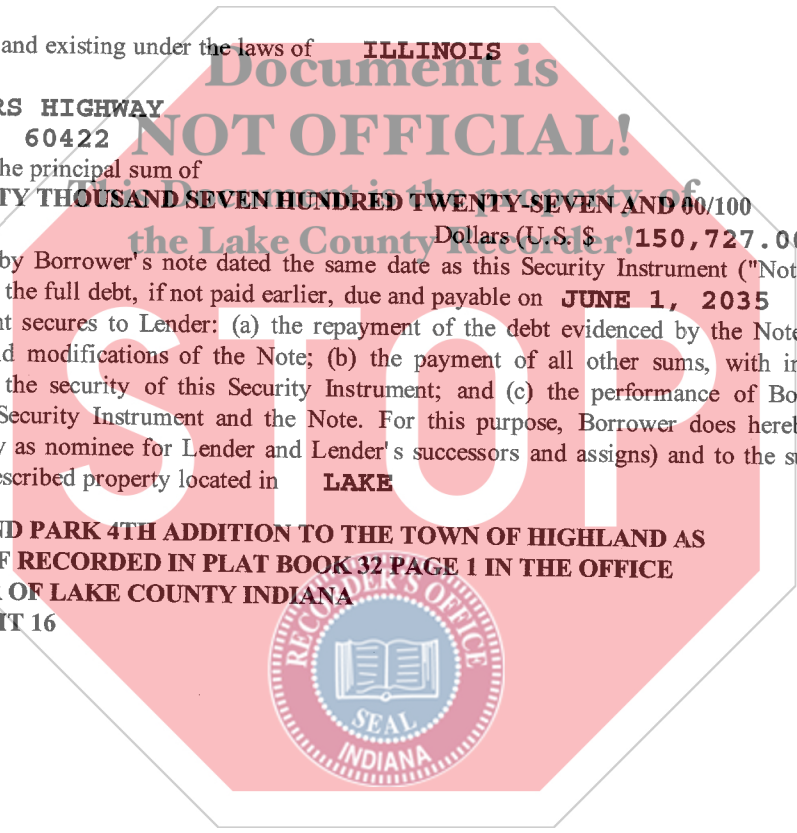 and existing under the laws of ILLINOIS
Document is
RS HIGHWAY
60422
NOT OFFICIAL!
he principal sum of
This Document is the property of
TY THOUSAND SEVEN HUNDRED TWENTY-SEVEN AND 00/100
the Lake County Recorder!
Dollars (U.S. $ 150,727.00
by Borrower's note dated the same date as this Security Instrument ("Not
the full debt, if not paid earlier, due and payable on JUNE 1, 2035
nt secures to Lender: (a) the repayment of the debt evidenced by the Note
d modifications of the Note; (b) the payment of all other sums, with in
the security of this Security Instrument; and (c) the performance of Bo
Security Instrument and the Note. For this purpose, Borrower does hereb
y as nominee for Lender and Lender's successors and assigns) and to the su
escribed property located in LAKE
STOP
ND PARK 4TH ADDITION TO THE TOWN OF HIGHLAND AS
F RECORDED IN PLAT BOOK 32 PAGE 1 IN THE OFFICE
R OF LAKE COUNTY INDIANA
IT 16
RECORDER'S OFFICE
SEAL
INDIANA